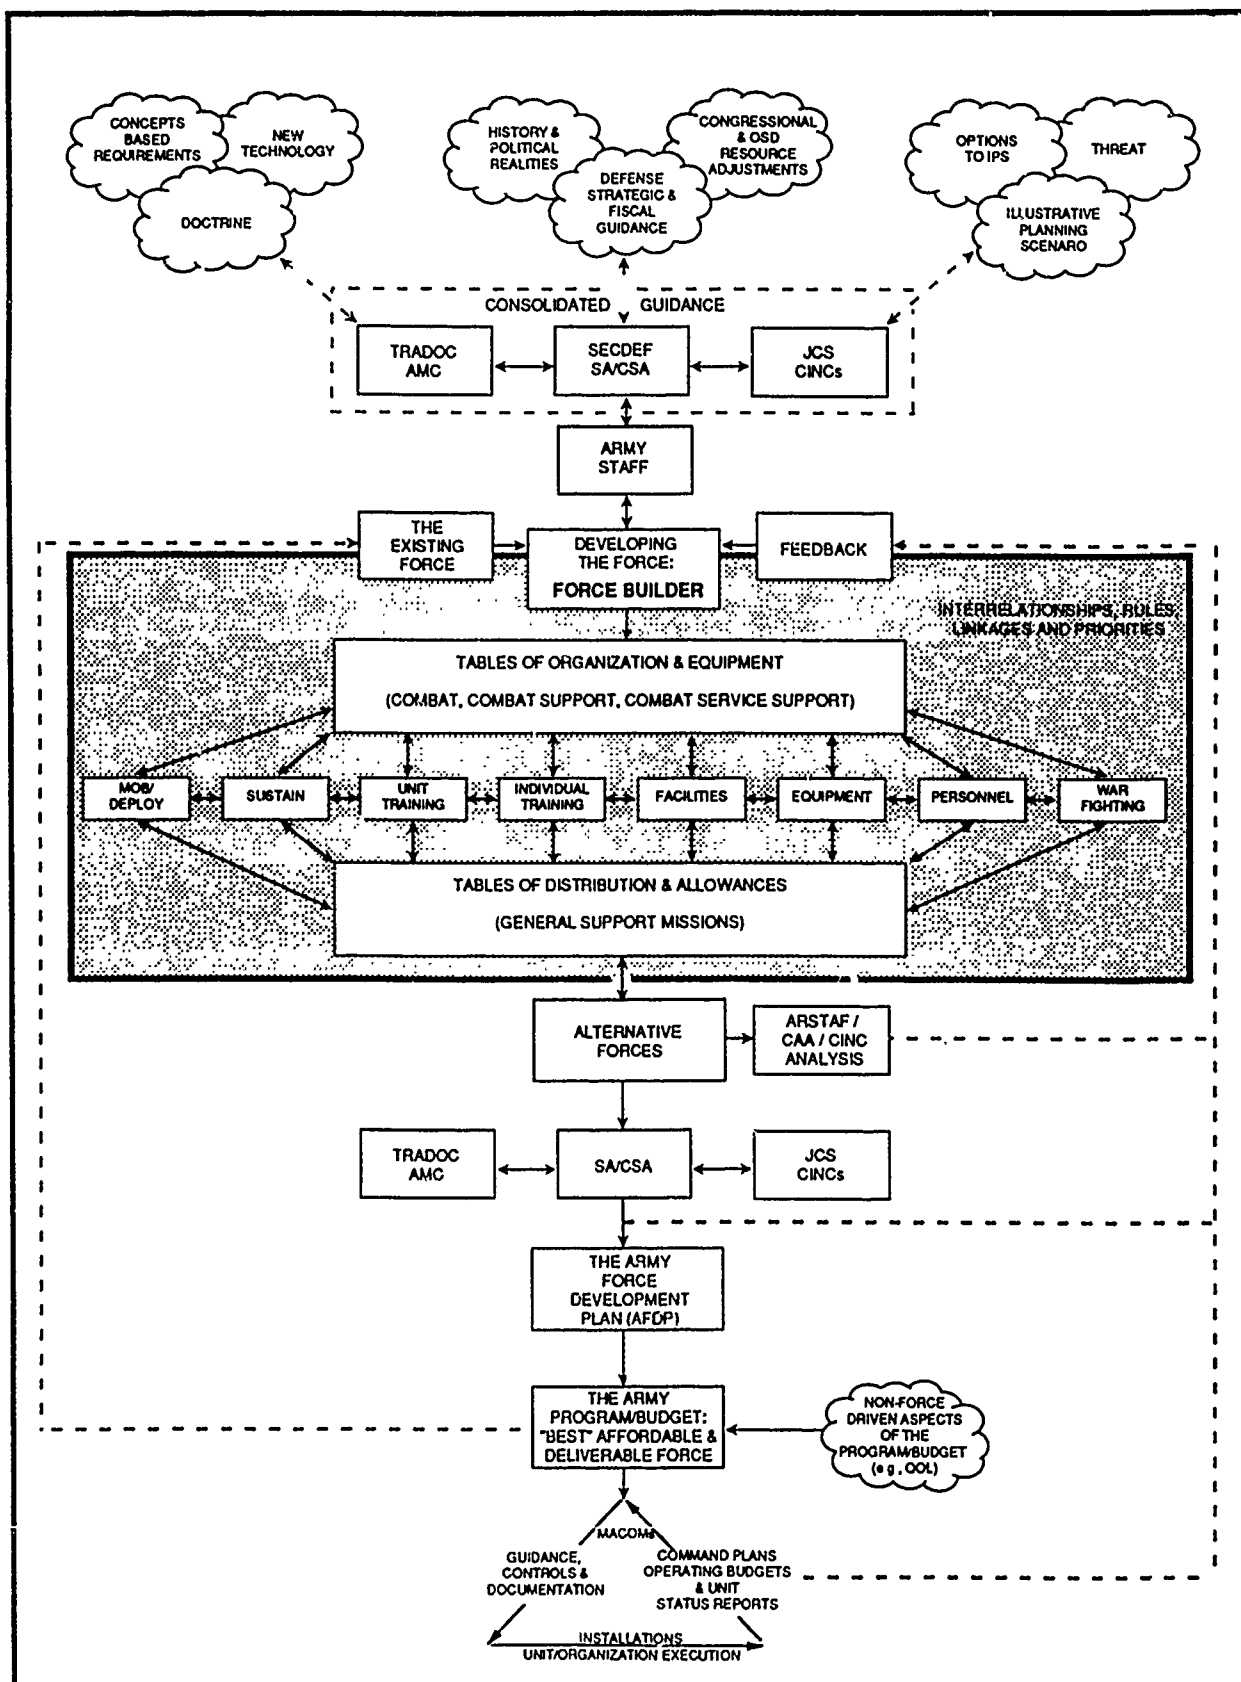 CONCEPTS
BASED
REQUIREMENTS
NEW
TECHNOLOGY
DOCTRINE
HISTORY &
POLITICAL
REALITIES
CONGRESSIONAL
& OSD
RESOURCE
ADJUSTMENTS
DEFENSE
STRATEGIC &
FISCAL
GUIDANCE
OPTIONS
TO IPS
THREAT
ILLUSTRATIVE
PLANNING
SCENARO
CONSOLIDATED GUIDANCE
TRADOC
AMC
SECDEF
SA/CSA
JCS
CINCs
ARMY
STAFF
THE
EXISTING
FORCE
DEVELOPING
THE FORCE:
FORCE BUILDER
FEEDBACK
INTERRELATIONSHIPS, RULES,
LINKAGES AND PRIORITIES
TABLES OF ORGANIZATION & EQUIPMENT
(COMBAT, COMBAT SUPPORT, COMBAT SERVICE SUPPORT)
MOB/
DEPLOY
SUSTAIN
UNIT
TRAINING
INDIVIDUAL
TRAINING
FACILITIES
EQUIPMENT
PERSONNEL
WAR
FIGHTING
TABLES OF DISTRIBUTION & ALLOWANCES
(GENERAL SUPPORT MISSIONS)
ALTERNATIVE
FORCES
ARSTAF /
CAA / CINC
ANALYSIS
TRADOC
AMC
SA/CSA
JCS
CINCs
THE ARMY
FORCE
DEVELOPMENT
PLAN (AFDP)
THE ARMY
PROGRAM/BUDGET:
"BEST" AFFORDABLE &
DELIVERABLE FORCE
NON-FORCE
DRIVEN ASPECTS
OF THE
PROGRAM/BUDGET
(e g, QOL)
MACOMs
GUIDANCE,
CONTROLS &
DOCUMENTATION
COMMAND PLANS
OPERATING BUDGETS
& UNIT
STATUS REPORTS
INSTALLATIONS
UNIT/ORGANIZATION EXECUTION